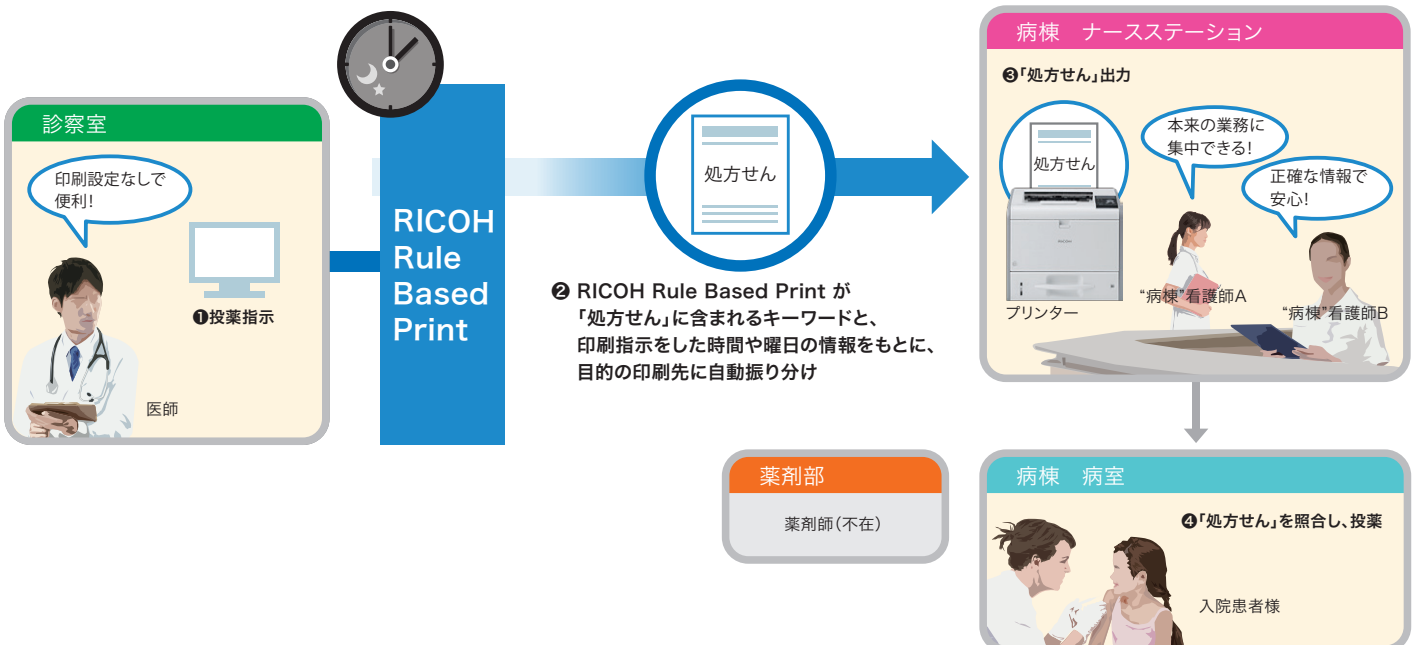 診察室
印刷設定なしで
便利！
❶投薬指示
医師
RICOH
Rule
Based
Print
処方せん
❷ RICOH Rule Based Print が
「処方せん」に含まれるキーワードと、
印刷指示をした時間や曜日の情報をもとに、
目的の印刷先に自動振り分け
病棟　ナースステーション
❸「処方せん」出力
処方せん
プリンター
本来の業務に
集中できる！
正確な情報で
安心！
“病棟”看護師A
“病棟”看護師B
薬剤部
薬剤師（不在）
病棟　病室
❹「処方せん」を照合し、投薬
入院患者様